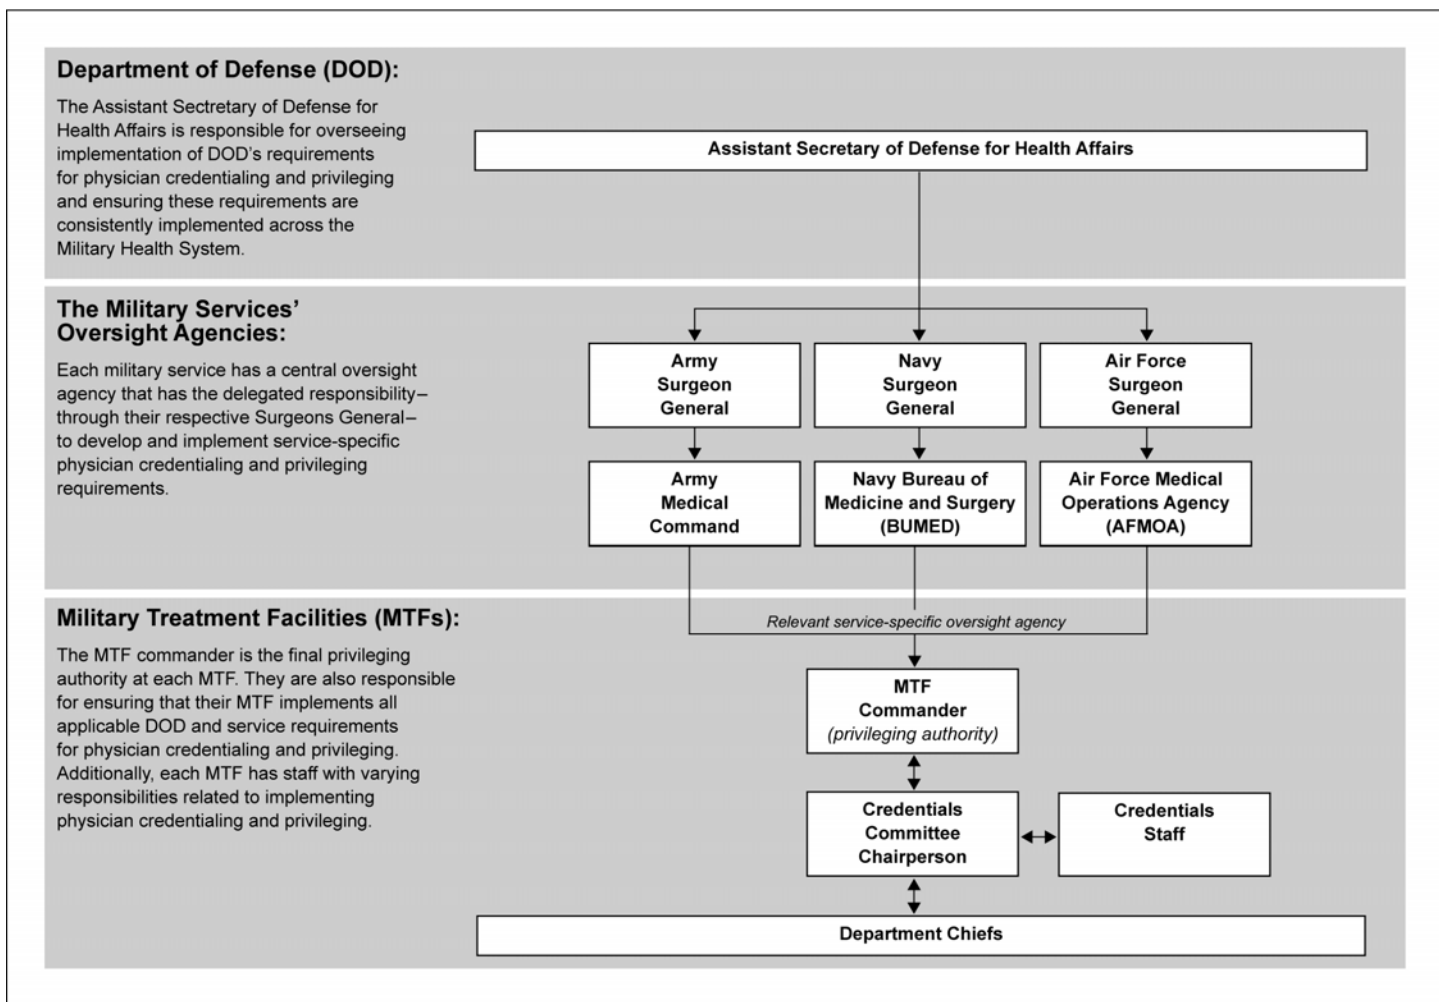 Department of Defense (DOD):
The Assistant Sectretary of Defense for
Health Affairs is responsible for overseeing
implementation of DOD's requirements
for physician credentialing and privileging
and ensuring these requirements are
consistently implemented across the
Military Health System.
Assistant Secretary of Defense for Health Affairs
The Military Services'
Oversight Agencies:
Each military service has a central oversight
agency that has the delegated responsibility–
through their respective Surgeons General–
to develop and implement service-specific
physician credentialing and privileging
requirements.
Army
Surgeon
General
Navy
Surgeon
General
Air Force
Surgeon
General
Army
Medical
Command
Navy Bureau of
Medicine and Surgery
(BUMED)
Air Force Medical
Operations Agency
(AFMOA)
Military Treatment Facilities (MTFs):
The MTF commander is the final privileging
authority at each MTF. They are also responsible
for ensuring that their MTF implements all
applicable DOD and service requirements
for physician credentialing and privileging.
Additionally, each MTF has staff with varying
responsibilities related to implementing
physician credentialing and privileging.
Relevant service-specific oversight agency
MTF
Commander
(privileging authority)
Credentials
Committee
Chairperson
Credentials
Staff
Department Chiefs